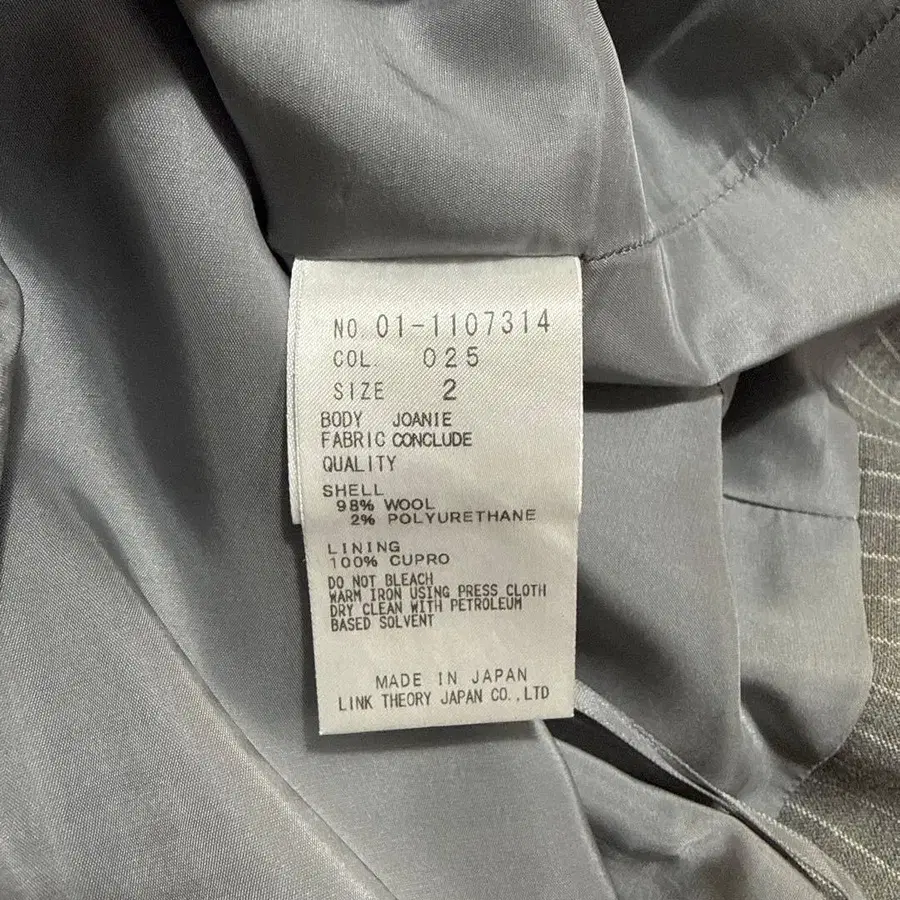 NO. 01-1107314
COL. 025
SIZE 2
BODY JOANIE
FABRIC CONCLUDE
QUALITY
SHELL
98% WOOL
2% POLYURETHANE
LINING
100% CUPRO
DO NOT BLEACH
WARM IRON USING PRESS CLOTH
DRY CLEAN WITH PETROLEUM
BASED SOLVENT
MADE IN JAPAN
LINK THEORY JAPAN CO.,LTD